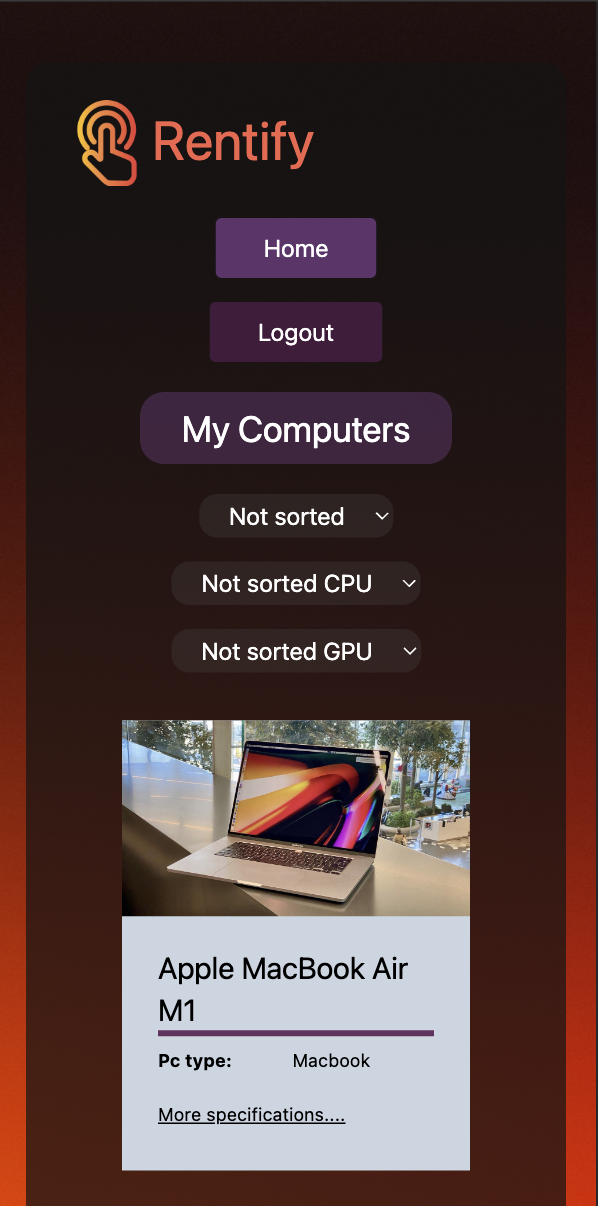 Rentify
Home
Logout
My Computers
Not sorted
Not sorted CPU
Not sorted GPU
Apple MacBook Air
M1
Pc type: Macbook
More specifications....